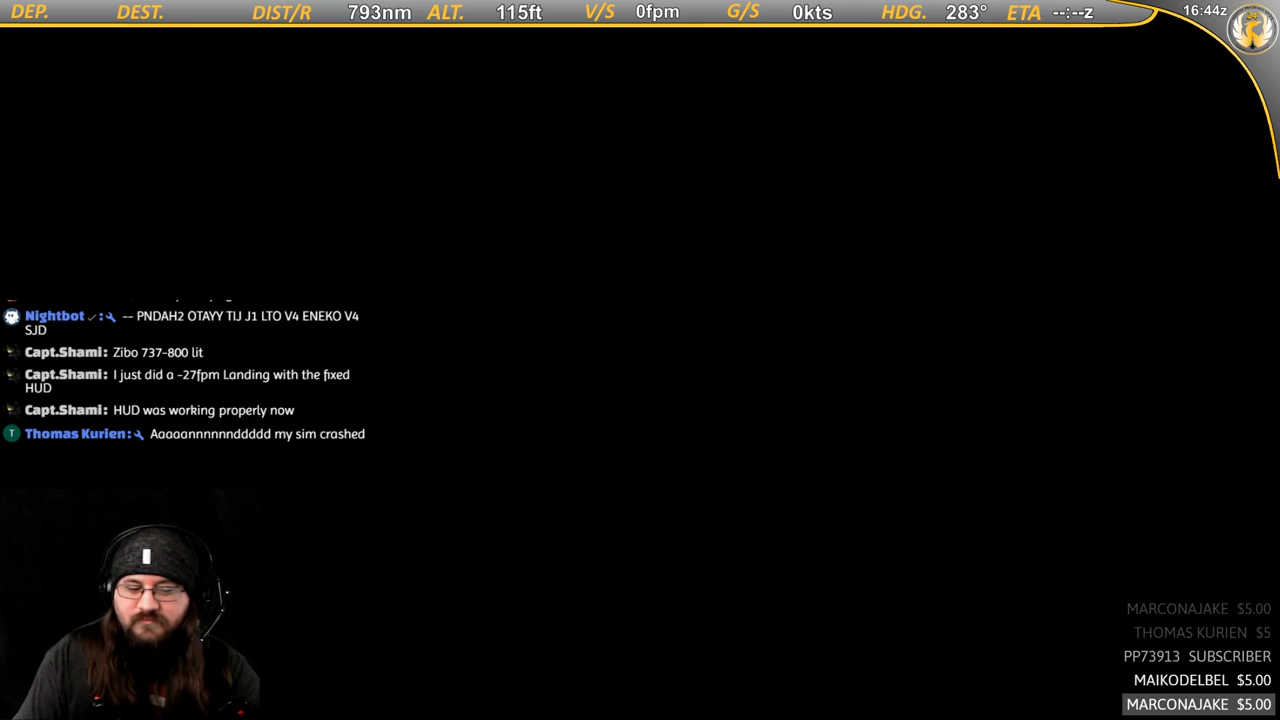 DEP. DEST. DIST/R 793nm ALT. 115ft V/S 0fpm G/S 0kts HDG. 283° ETA --:--z 16:44z
Nightbot ✓: -- PNDAH2 OTAYY TIJ J1 LTO V4 ENEKO V4
SJD
Capt.Shami: Zibo 737-800 lit
Capt.Shami: I just did a -27fpm Landing with the fixed
HUD
Capt.Shami: HUD was working properly now
T Thomas Kurien: Aaaaannnnnnddddd my sim crashed
MARCONAJAKE $5.00
THOMAS KURIEN $5
PP73913 SUBSCRIBER
MAIKODELBEL $5.00
MARCONAJAKE $5.00